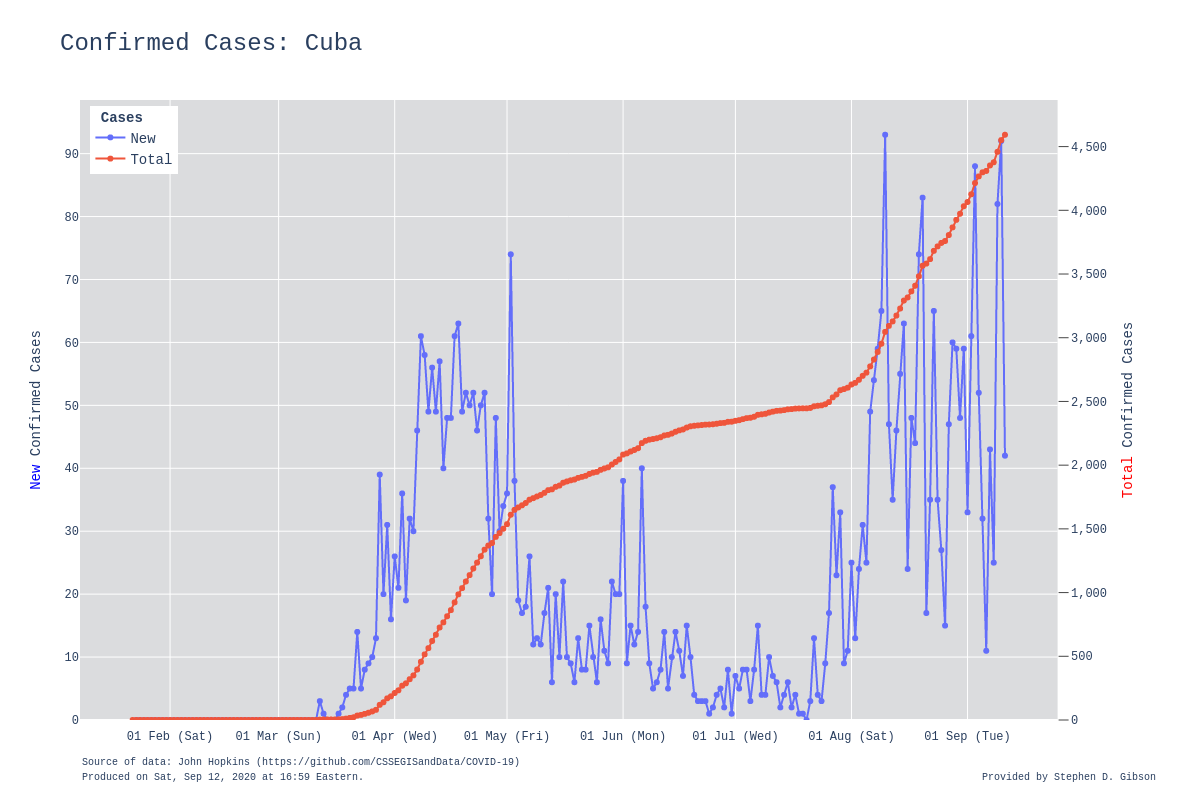 Confirmed Cases: Cuba
Cases
New
Total
90
80
70
60
50
40
30
20
10
0
New Confirmed Cases
4,500
4,000
3,500
3,000
2,500
2,000
1,500
1,000
500
0
Total Confirmed Cases
01 Feb (Sat) 01 Mar (Sun) 01 Apr (Wed) 01 May (Fri) 01 Jun (Mon) 01 Jul (Wed) 01 Aug (Sat) 01 Sep (Tue)
Source of data: John Hopkins (https://github.com/CSSEGISandData/COVID-19)
Produced on Sat, Sep 12, 2020 at 16:59 Eastern.
Provided by Stephen D. Gibson